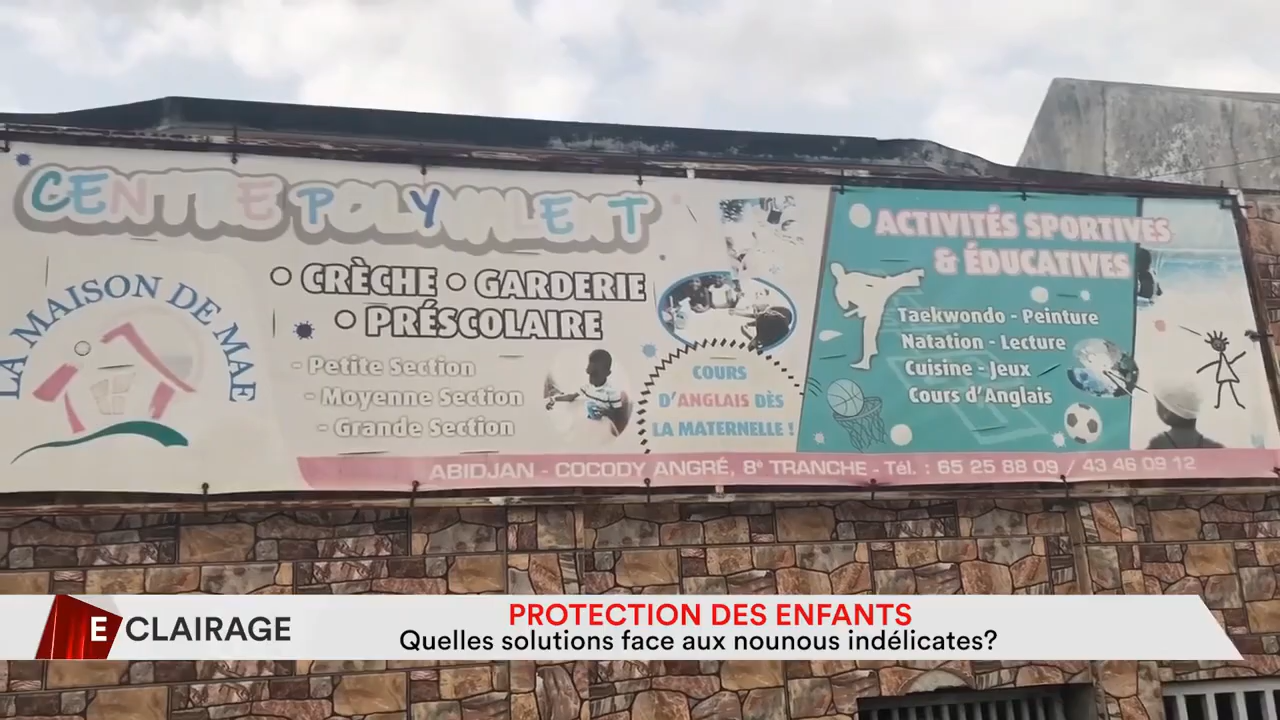 CENTRE POLYVALENT
LA MAISON DE MAE
CRÈCHE GARDERIE
PRÉSCOLAIRE
- Petite Section
- Moyenne Section
- Grande Section
COURS
D'ANGLAIS DÈS
LA MATERNELLE !
ACTIVITÉS SPORTIVES
& ÉDUCATIVES
Taekwondo - Peinture
Natation - Lecture
Cuisine - Jeux
Cours d'Anglais
ABIDJAN - COCODY ANGRÉ, 8e TRANCHE - Tél. : 65 25 88 09 / 43 46 09 12
ECLAIRAGE
PROTECTION DES ENFANTS
Quelles solutions face aux nounous indélicates?